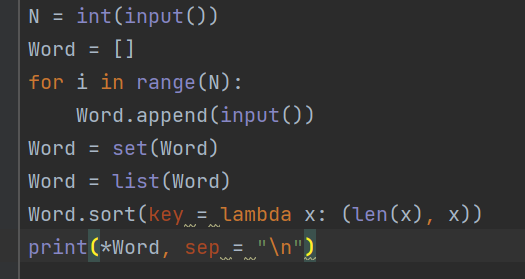 N = int(input())
Word = []
for i in range(N):
    Word.append(input())
Word = set(Word)
Word = list(Word)
Word.sort(key = lambda x: (len(x), x))
print(*Word, sep = "\n")